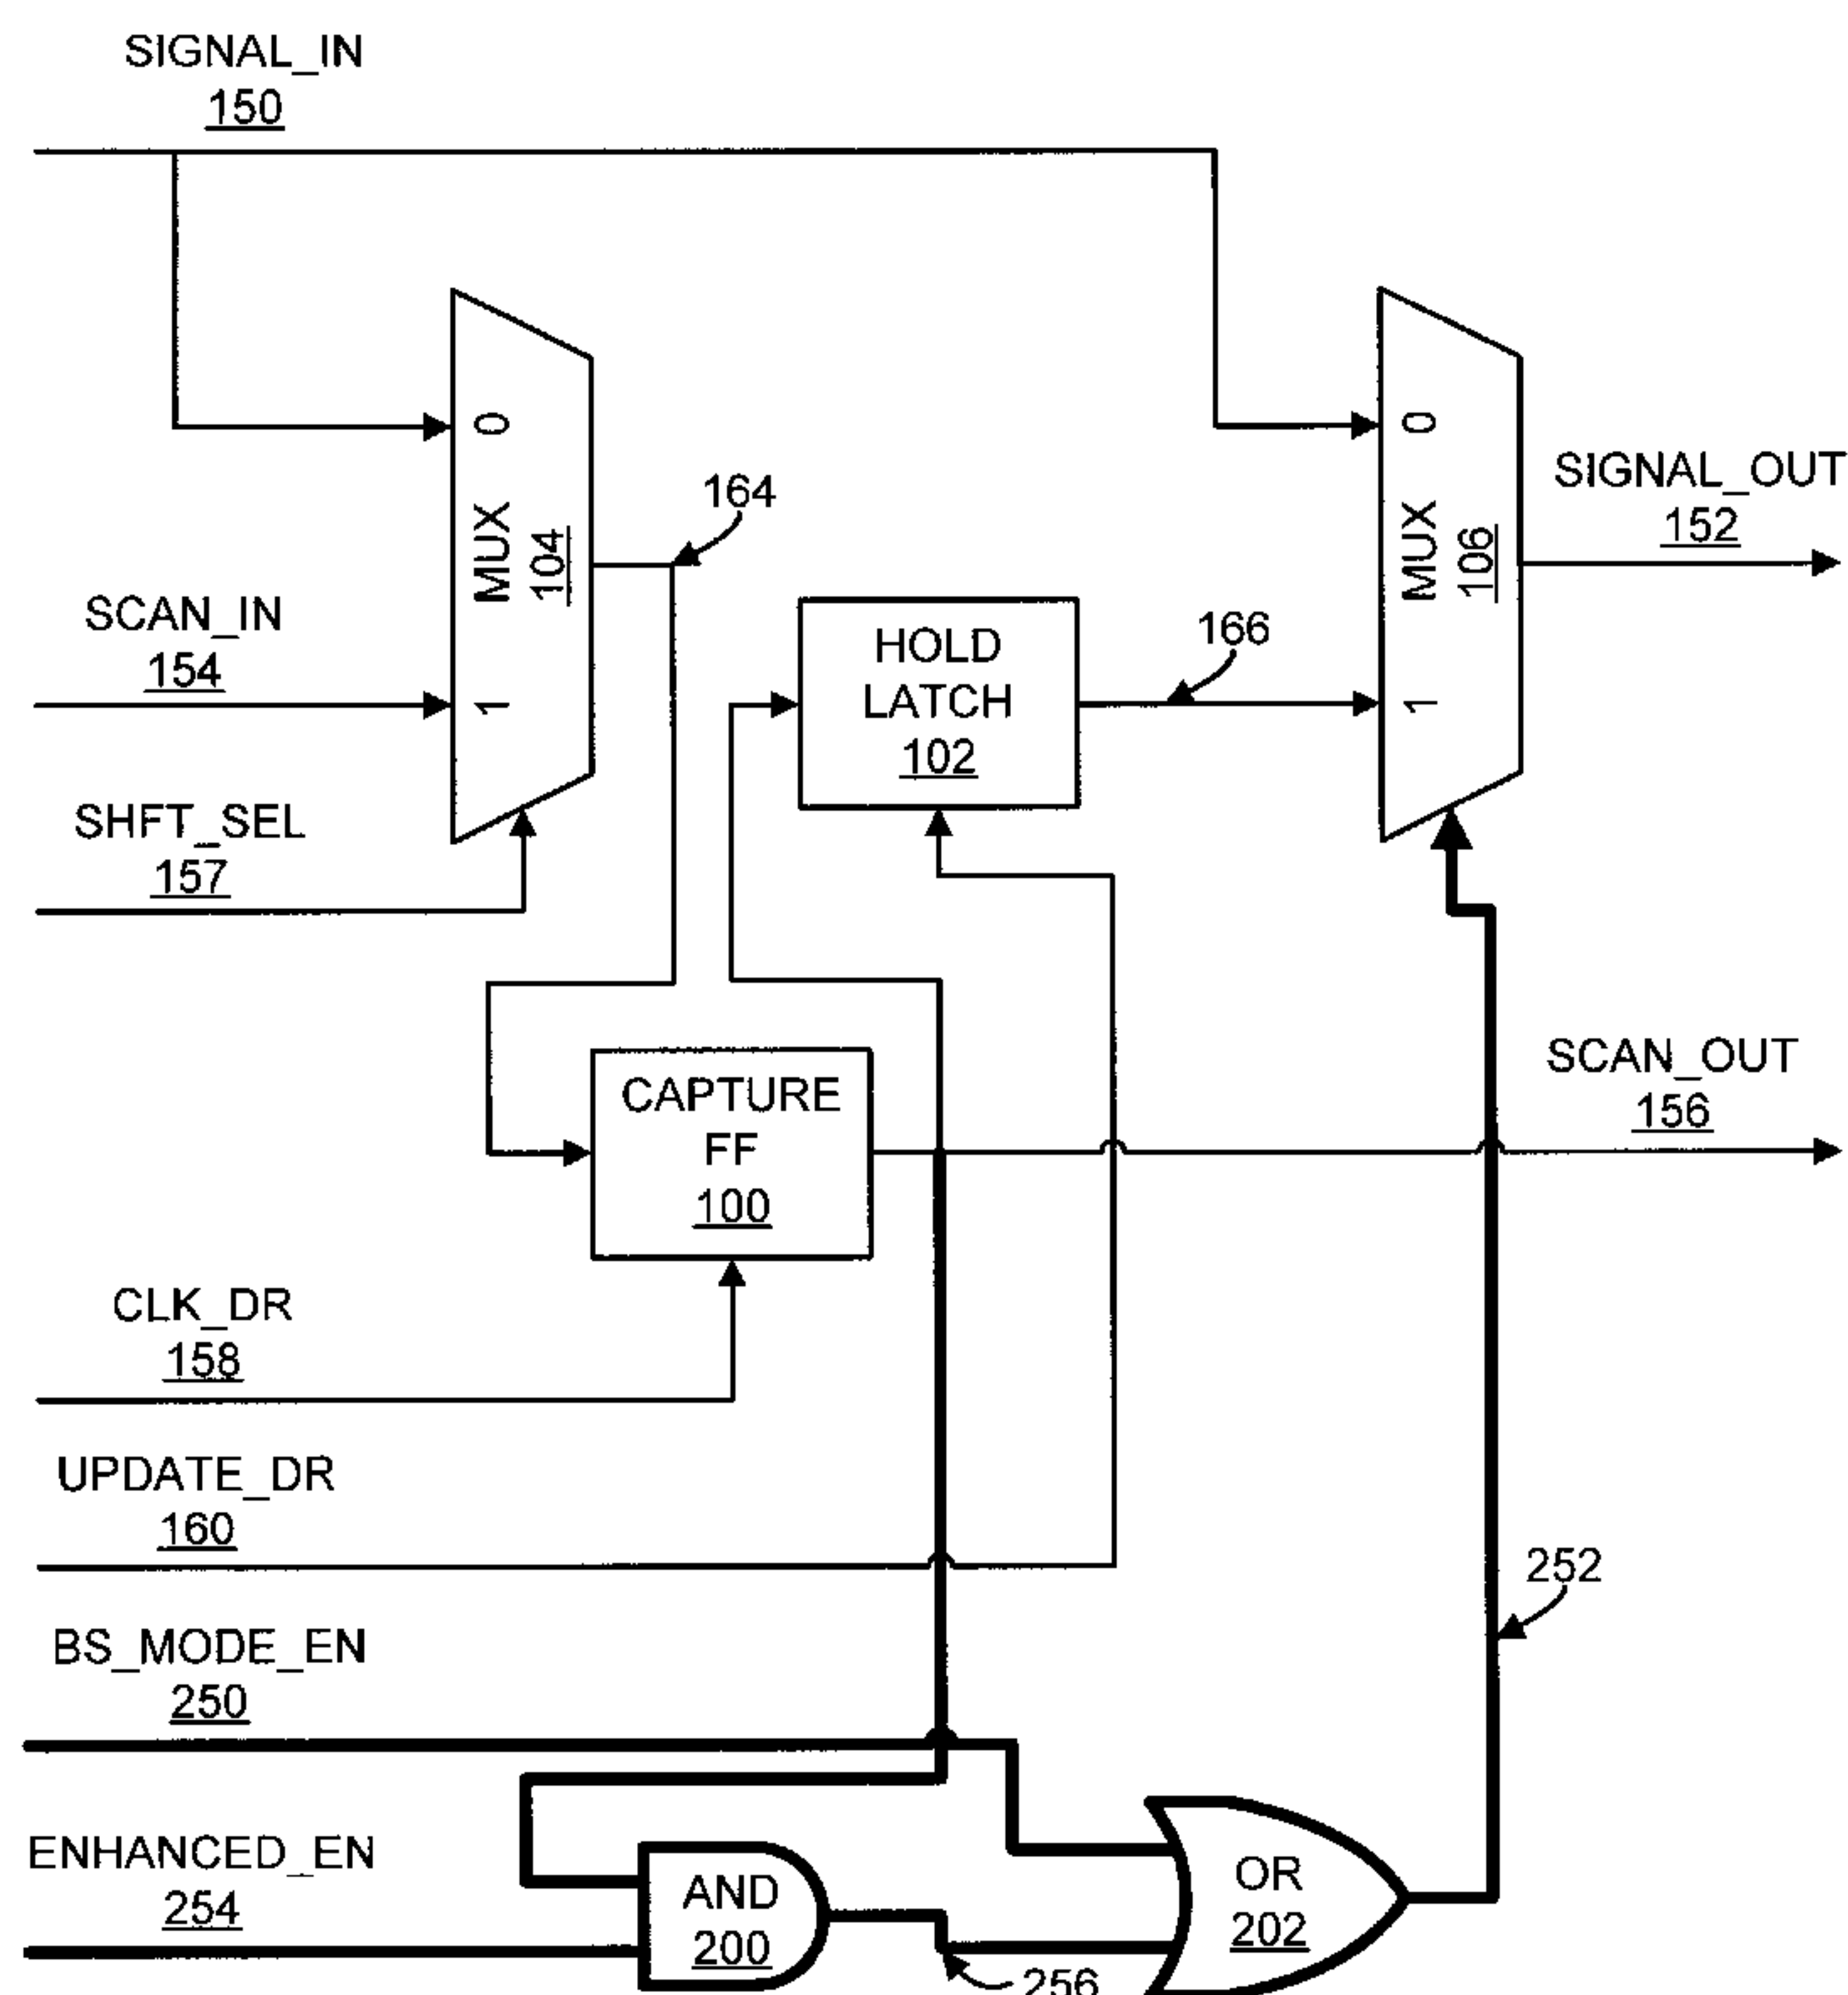 SIGNAL_IN
150
0
MUX
104
1
164
SCAN_IN
154
SHFT_SEL
157
HOLD
LATCH
102
166
0
MUX
106
1
SIGNAL_OUT
152
CAPTURE
FF
100
SCAN_OUT
156
CLK_DR
158
UPDATE_DR
160
252
BS_MODE_EN
250
ENHANCED_EN
254
AND
200
256
OR
202